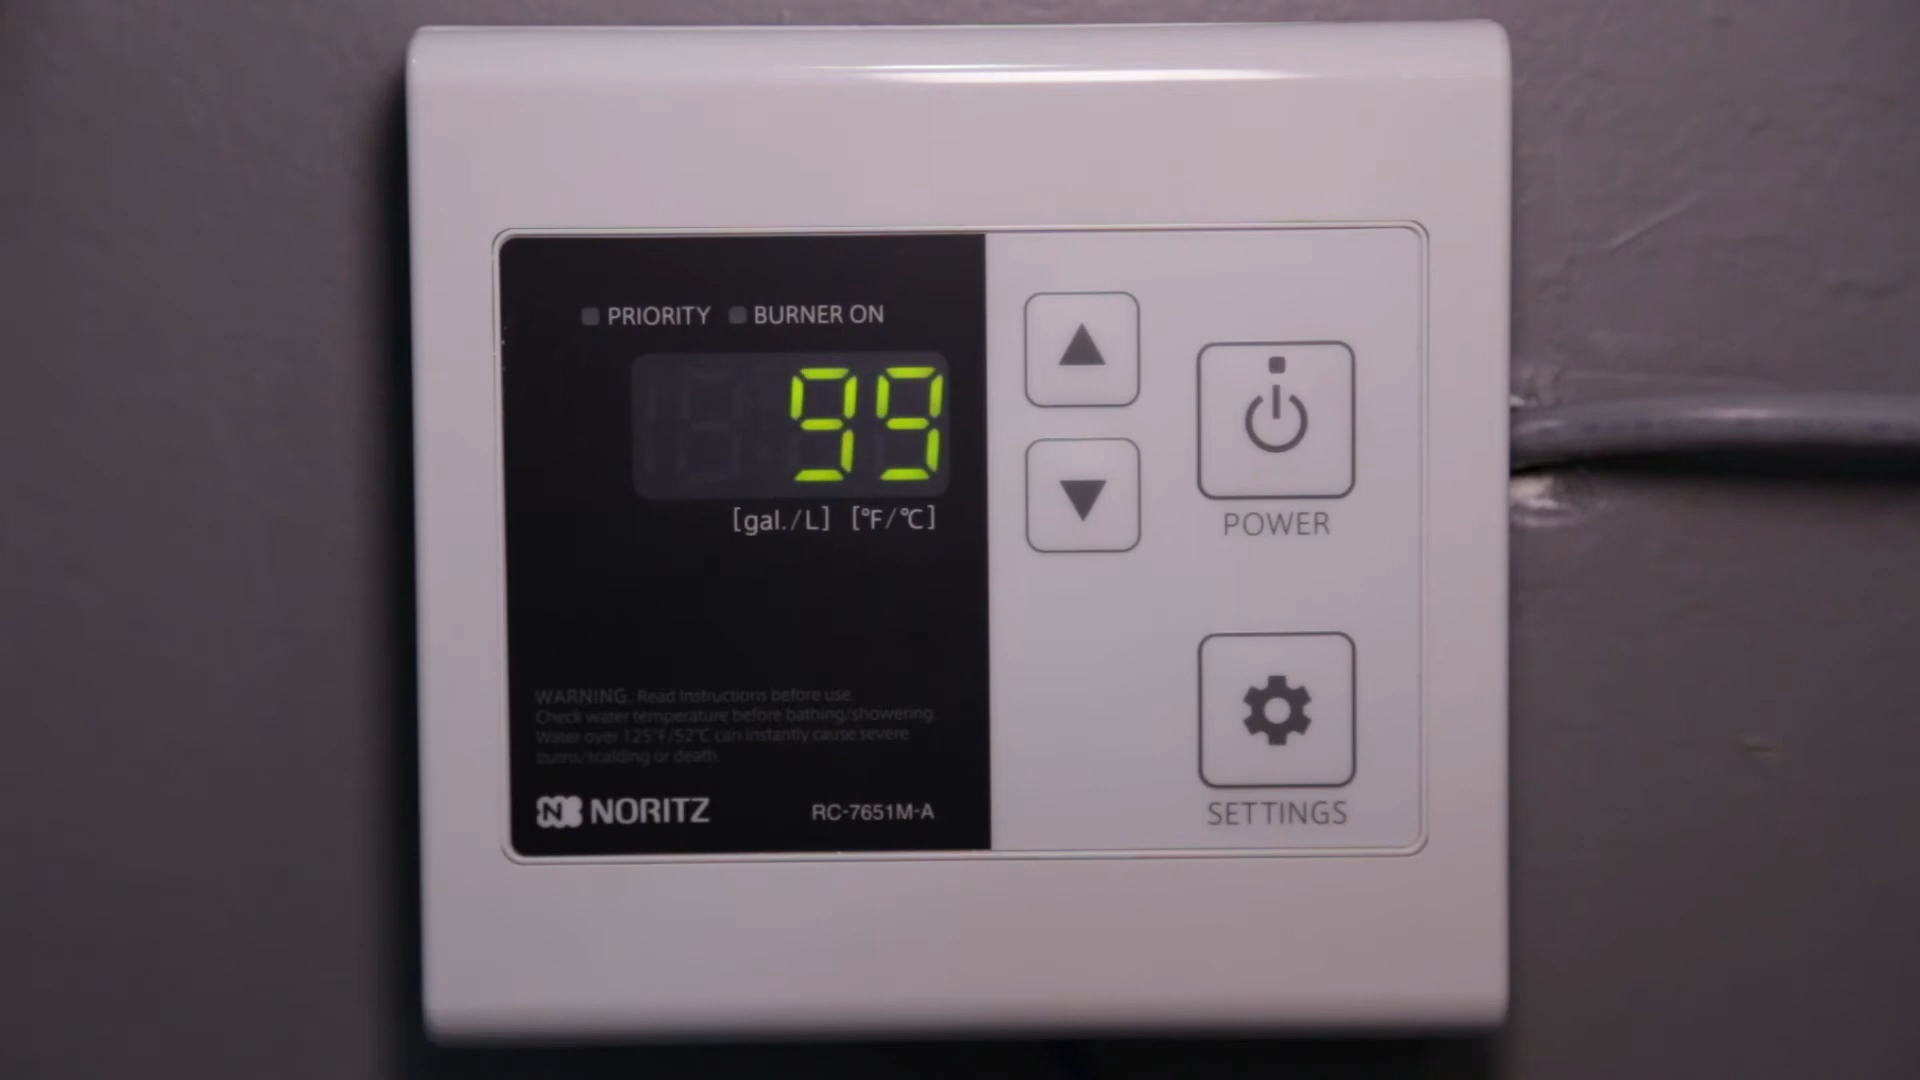 PRIORITY BURNER ON
99
[gal./L] [°F/°C]
POWER
WARNING. Read instructions before use.
Check water temperature before bathing/showering.
Water over 125°F/52°C can instantly cause severe
burns/scalding or death.
NORITZ RC-7651M-A
SETTINGS